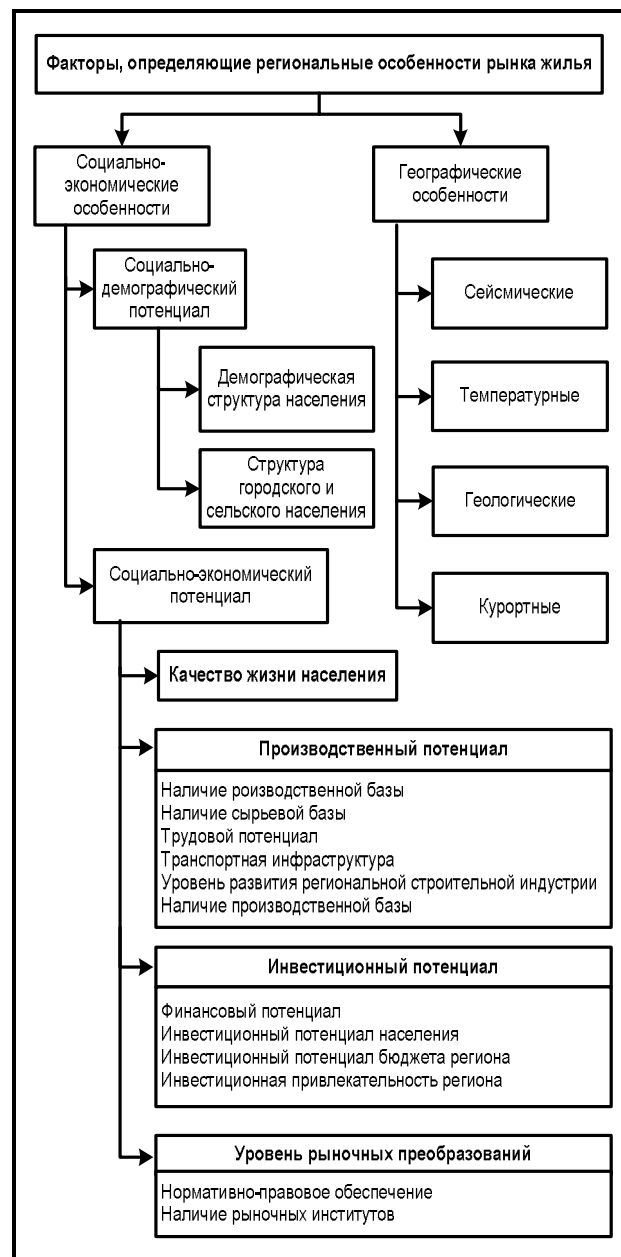 Факторы, определяющие региональные особенности рынка жилья
Социально-
экономические
особенности
Географические
особенности
Социально-
демографический
потенциал
Сейсмические
Демографическая
структура населения
Температурные
Структура
городского и
сельского населения
Геологические
Социально-экономический
потенциал
Курортные
Качество жизни населения
Производственный потенциал
Наличие роизводственной базы
Наличие сырьевой базы
Трудовой потенциал
Транспортная инфраструктура
Уровень развития региональной строительной индустрии
Наличие производственной базы
Инвестиционный потенциал
Финансовый потенциал
Инвестиционный потенциал населения
Инвестиционный потенциал бюджета региона
Инвестиционная привлекательность региона
Уровень рыночных преобразований
Нормативно-правовое обеспечение
Наличие рыночных институтов